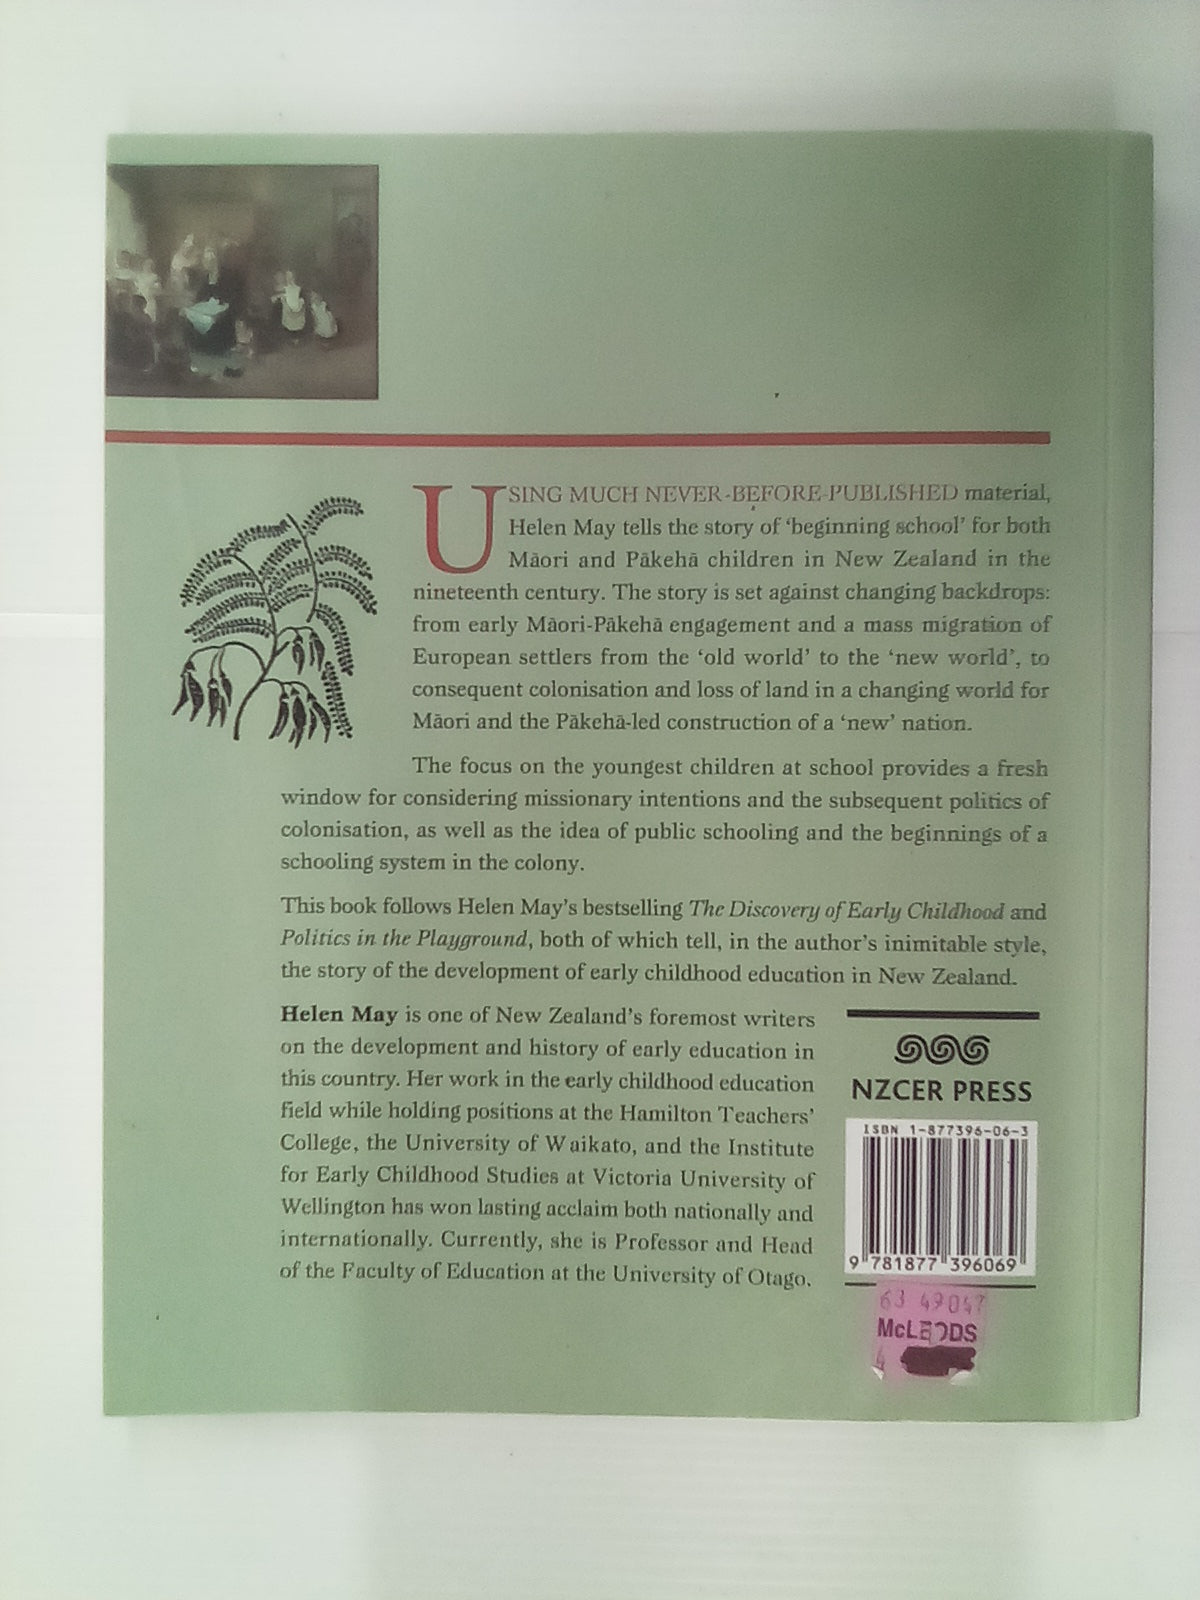 USING MUCH NEVER-BEFORE-PUBLISHED material,
Helen May tells the story of ‘beginning school’ for both
Māori and Pākehā children in New Zealand in the
nineteenth century. The story is set against changing backdrops:
from early Māori-Pākehā engagement and a mass migration of
European settlers from the ‘old world’ to the ‘new world’, to
consequent colonisation and loss of land in a changing world for
Māori and the Pākehā-led construction of a ‘new’ nation.
The focus on the youngest children at school provides a fresh
window for considering missionary intentions and the subsequent politics of
colonisation, as well as the idea of public schooling and the beginnings of a
schooling system in the colony.
This book follows Helen May’s bestselling The Discovery of Early Childhood and
Politics in the Playground, both of which tell, in the author’s inimitable style,
the story of the development of early childhood education in New Zealand.
Helen May is one of New Zealand’s foremost writers
on the development and history of early education in
this country. Her work in the early childhood education
field while holding positions at the Hamilton Teachers’
College, the University of Waikato, and the Institute
for Early Childhood Studies at Victoria University of
Wellington has won lasting acclaim both nationally and
internationally. Currently, she is Professor and Head
of the Faculty of Education at the University of Otago.
NZCER PRESS
ISBN 1-877396-06-3
9 781877 396069
63 49047
McLEODS
4